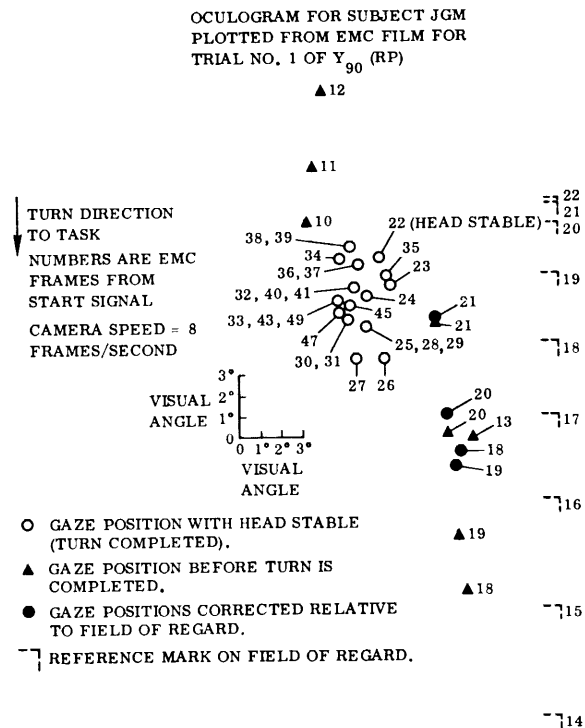 OCULOGRAM FOR SUBJECT JGM
PLOTTED FROM EMC FILM FOR
TRIAL NO. 1 OF Y90 (RP)
12
11
TURN DIRECTION
TO TASK
10
22 (HEAD STABLE)
22
21
20
38, 39
34
35
NUMBERS ARE EMC
FRAMES FROM
START SIGNAL
36, 37
23
19
32, 40, 41
24
21
33, 43, 49
45
21
CAMERA SPEED = 8
FRAMES/SECOND
47
25, 28, 29
18
30, 31
27
26
3°
VISUAL 2°
ANGLE 1°
0
0 1° 2° 3°
VISUAL
ANGLE
20
20
13
17
18
19
16
GAZE POSITION WITH HEAD STABLE
(TURN COMPLETED).
19
GAZE POSITION BEFORE TURN IS
COMPLETED.
18
GAZE POSITIONS CORRECTED RELATIVE
TO FIELD OF REGARD.
15
REFERENCE MARK ON FIELD OF REGARD.
14